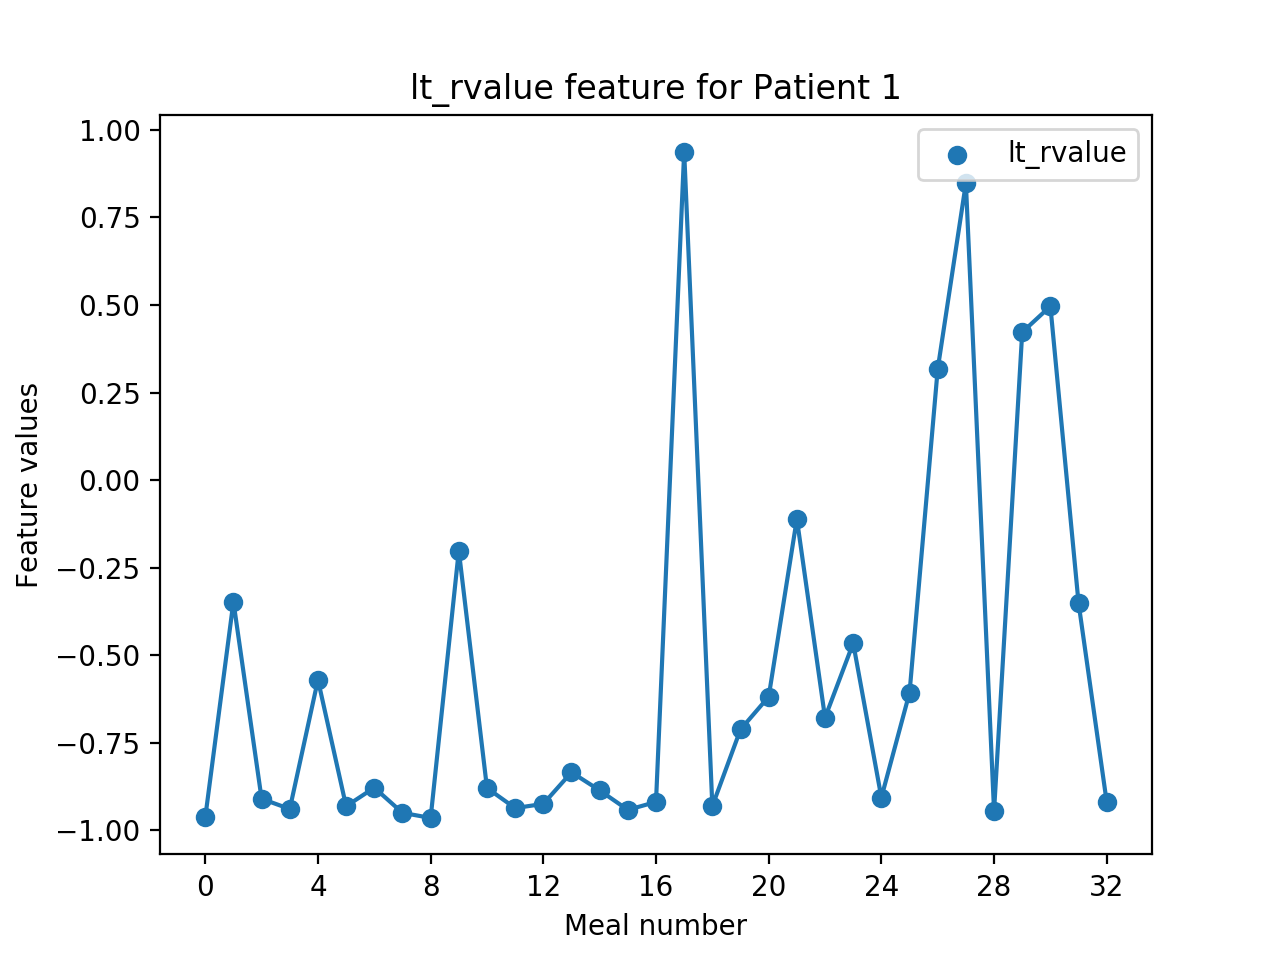 lt_rvalue feature for Patient 1
lt_rvalue
1.00
0.75
0.50
0.25
0.00
−0.25
−0.50
−0.75
−1.00
Feature values
0 4 8 12 16 20 24 28 32
Meal number